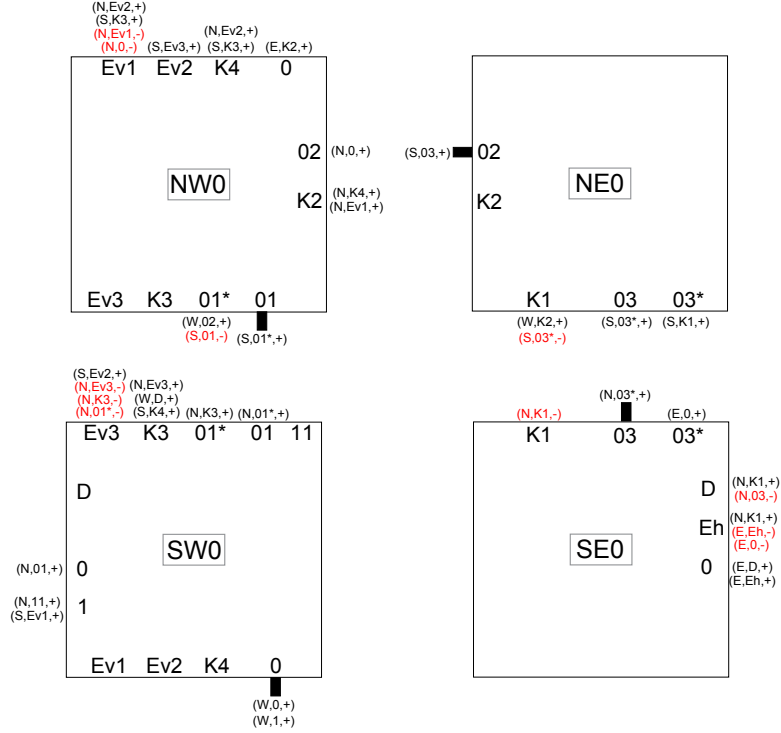 (N,Ev2,+)
(S,K3,+)
(N,Ev1,-)
(N,0,-)
(S,Ev3,+)
(N,Ev2,+)
(S,K3,+)
(E,K2,+)
Ev1 Ev2 K4 0
02 (N,0,+)
NW0
K2 (N,K4,+)
(N,Ev1,+)
Ev3 K3 01* 01
(W,02,+)
(S,01,-)
(S,01*,+)
(S,03,+) 02
NE0
K2
K1 03 03*
(W,K2,+)
(S,03*,-)
(S,03*,+)
(S,K1,+)
(S,Ev2,+)
(N,Ev3,-)
(N,K3,-)
(N,01*,-)
(N,Ev3,+)
(W,D,+)
(S,K4,+)
(N,K3,+)
(N,01*,+)
Ev3 K3 01* 01 11
D
SW0
(N,01,+) 0
(N,11,+)
(S,Ev1,+)
1
Ev1 Ev2 K4 0
(W,0,+)
(W,1,+)
(N,K1,-)
(N,03*,+)
(E,0,+)
K1 03 03*
D (N,K1,+)
(N,03,-)
Eh (N,K1,+)
(E,Eh,-)
(E,0,-)
SE0
0 (E,D,+)
(E,Eh,+)